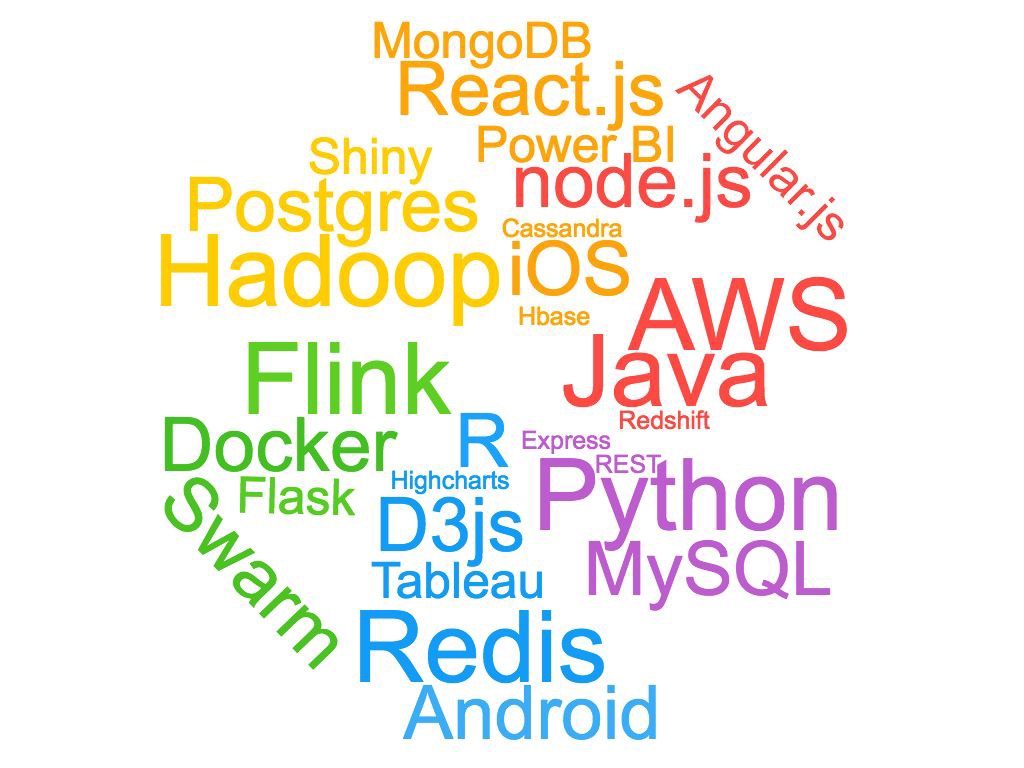 MongoDB
React.js
Angular.js
Power BI
Shiny
node.js
Postgres
Cassandra
Hadoop
iOS
Hbase
AWS
Java
Flink
Redshift
Docker
R
Express
REST
Highcharts
Python
Flask
Swarm
D3js
MySQL
Tableau
Redis
Android